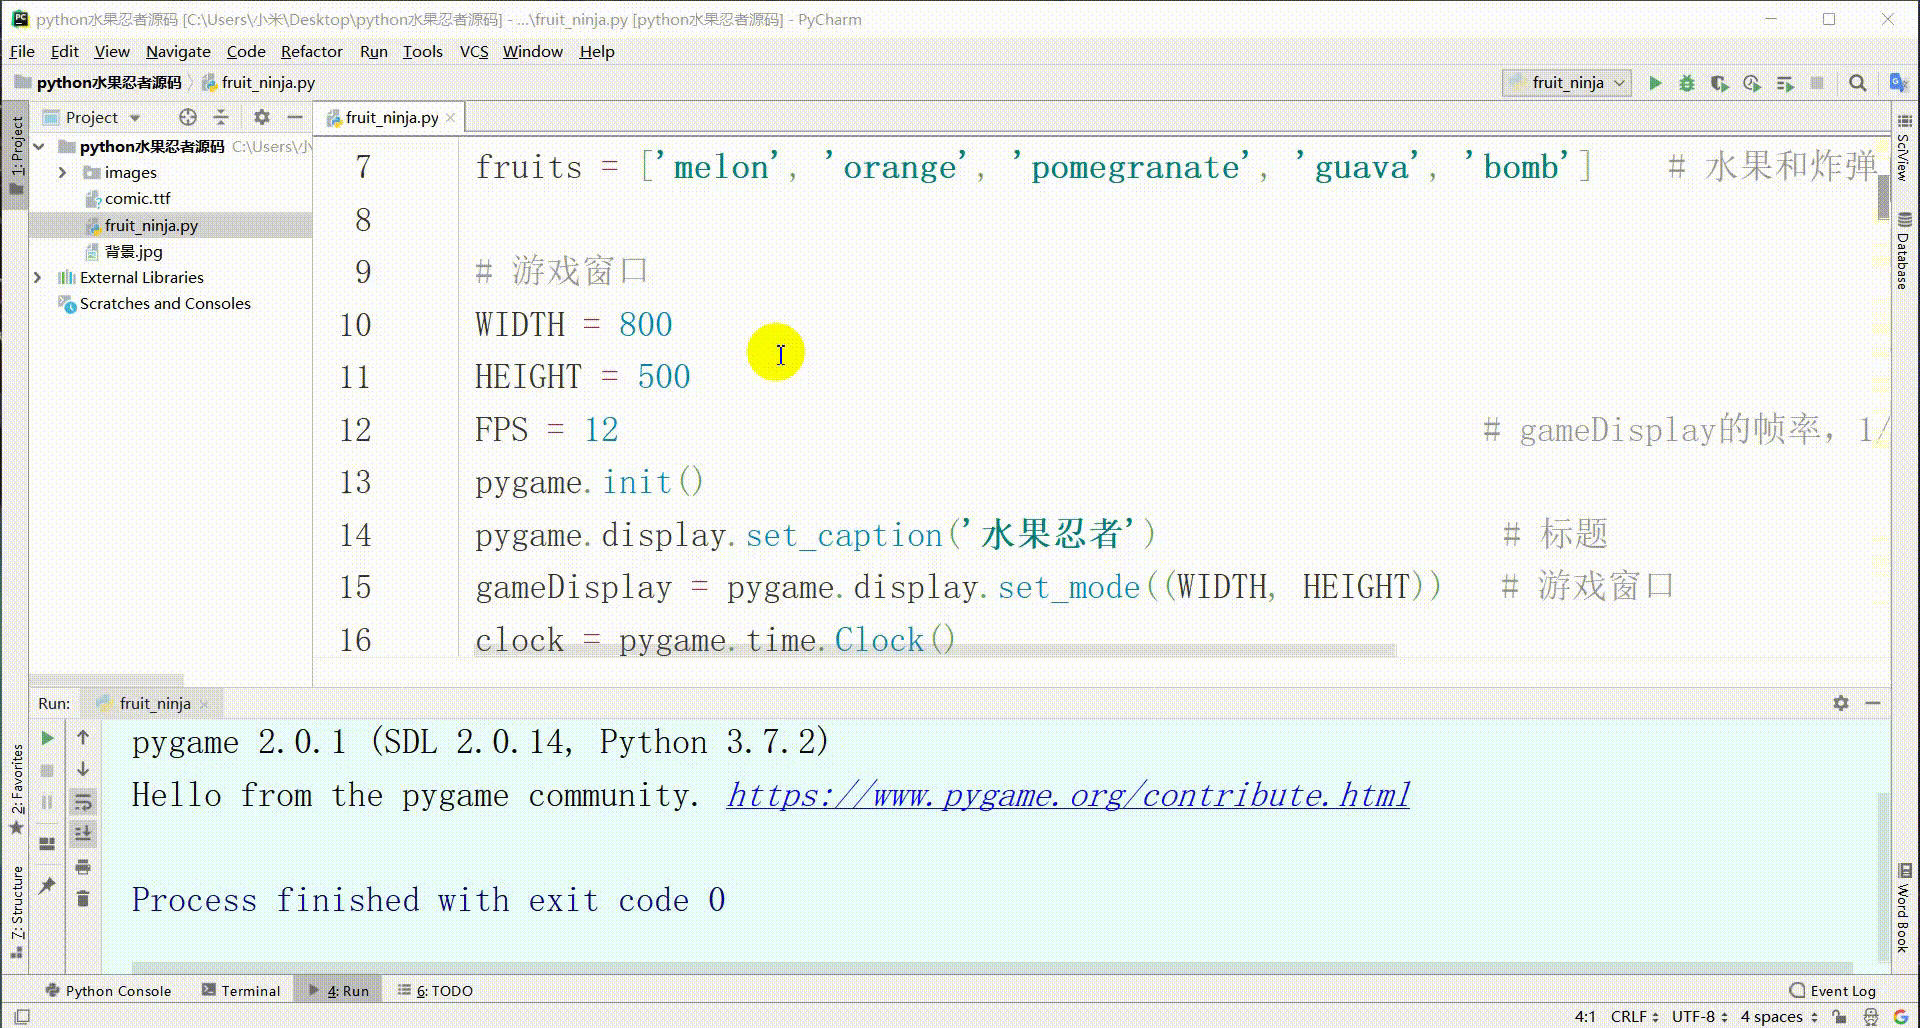 python水果忍者源码 [C:\Users\小米\Desktop\python水果忍者源码] - ...\fruit_ninja.py [python水果忍者源码] - PyCharm
File Edit View Navigate Code Refactor Run Tools VCS Window Help
python水果忍者源码 fruit_ninja.py
fruit_ninja
Project
fruit_ninja.py
1: Project
python水果忍者源码 C:\Users\小
images
comic.ttf
fruit_ninja.py
背景.jpg
External Libraries
Scratches and Consoles
7 fruits = ['melon', 'orange', 'pomegranate', 'guava', 'bomb'] # 水果和炸弹
8
9 # 游戏窗口
10 WIDTH = 800
11 HEIGHT = 500
12 FPS = 12 # gameDisplay的帧率，1/
13 pygame.init()
14 pygame.display.set_caption('水果忍者') # 标题
15 gameDisplay = pygame.display.set_mode((WIDTH, HEIGHT)) # 游戏窗口
16 clock = pygame.time.Clock()
SciView
Database
Run: fruit_ninja
pygame 2.0.1 (SDL 2.0.14, Python 3.7.2)
Hello from the pygame community. https://www.pygame.org/contribute.html
Process finished with exit code 0
2: Favorites
7: Structure
Word Book
Python Console Terminal 4: Run 6: TODO Event Log
4:1 CRLF UTF-8 4 spaces